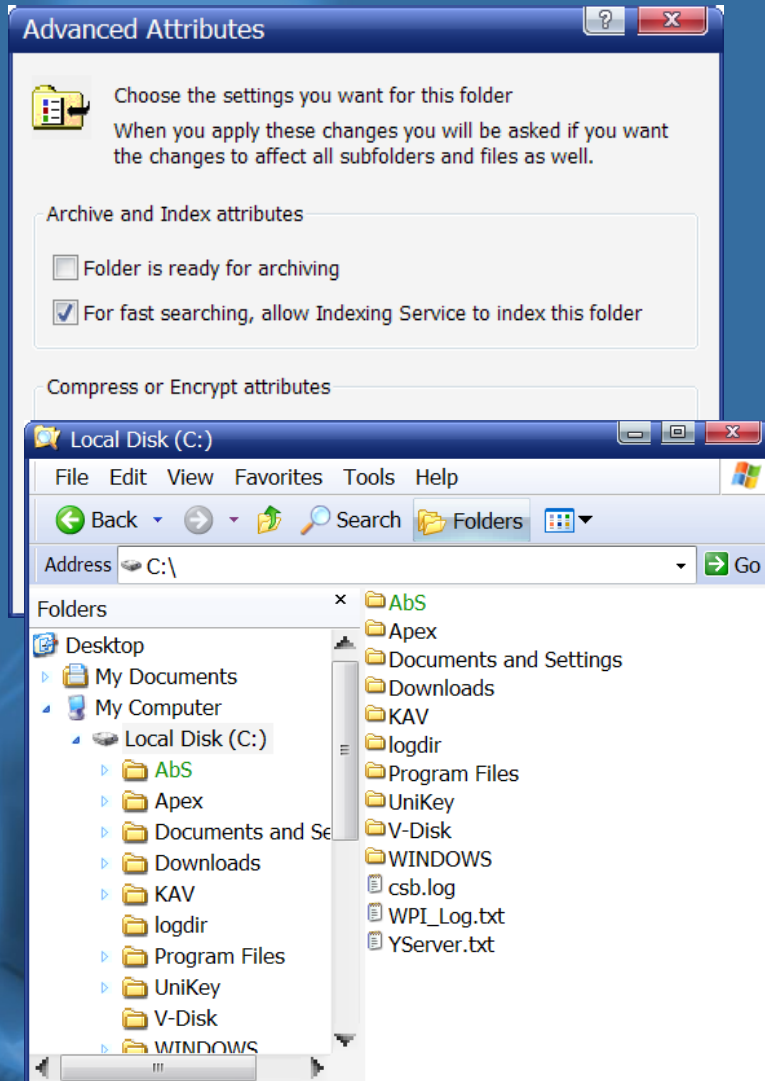 Advanced Attributes
Choose the settings you want for this folder
When you apply these changes you will be asked if you want
the changes to affect all subfolders and files as well.
Archive and Index attributes
Folder is ready for archiving
For fast searching, allow Indexing Service to index this folder
Compress or Encrypt attributes
Local Disk (C:)
File Edit View Favorites Tools Help
Back Search Folders
Address C:\ Go
Folders ×
Desktop
My Documents
My Computer
Local Disk (C:)
AbS
Apex
Documents and Se
Downloads
KAV
logdir
Program Files
UniKey
V-Disk
WINDOWS
AbS
Apex
Documents and Settings
Downloads
KAV
logdir
Program Files
UniKey
V-Disk
WINDOWS
csb.log
WPI_Log.txt
YServer.txt